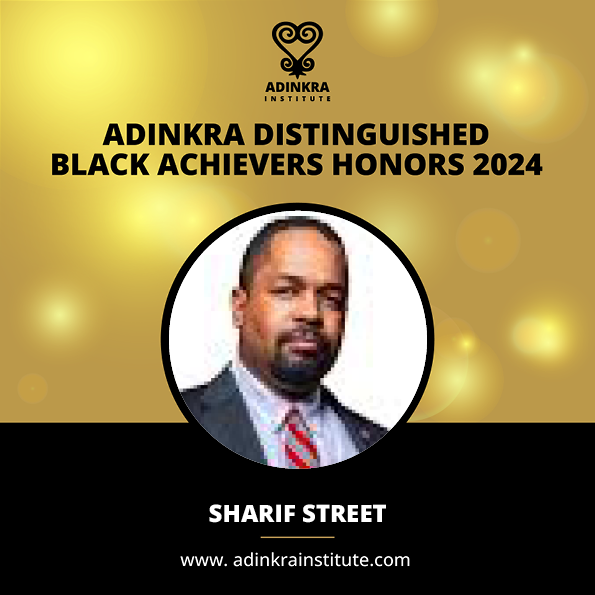 ADINKRA
INSTITUTE
ADINKRA DISTINGUISHED
BLACK ACHIEVERS HONORS 2024
SHARIF STREET
www. adinkrainstitute.com